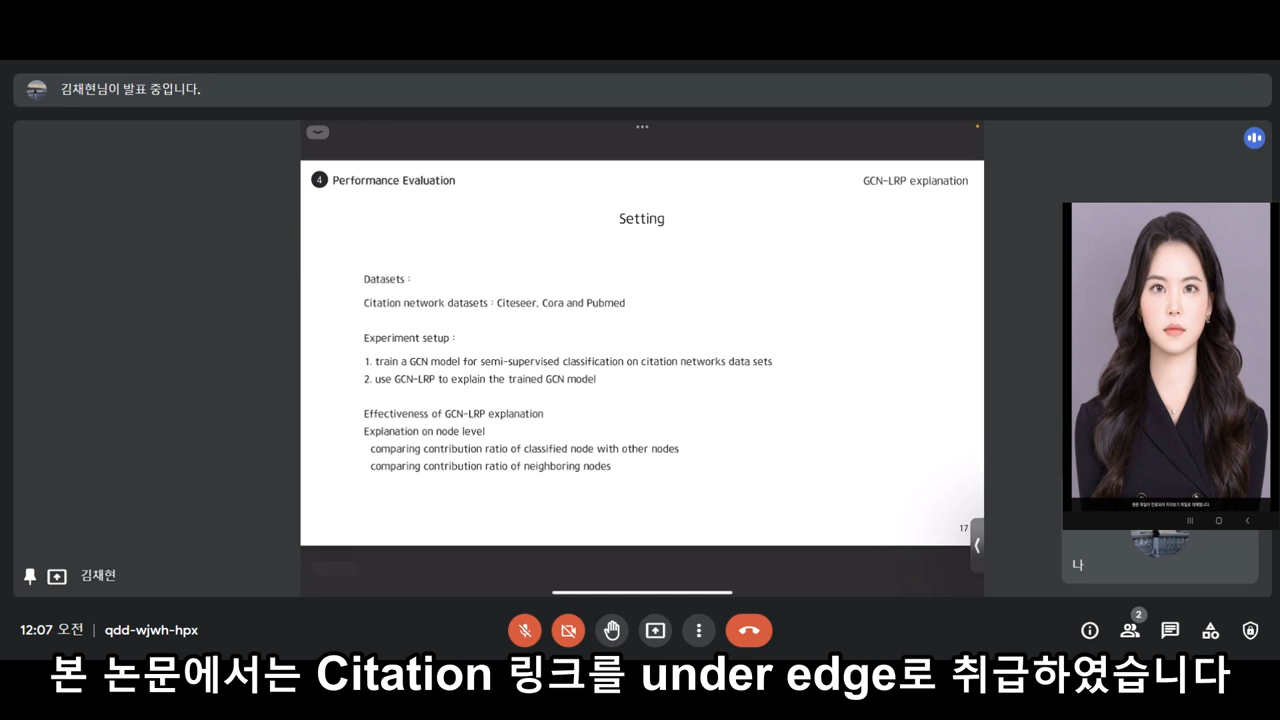 김채현님이 발표 중입니다.
4 Performance Evaluation
GCN-LRP explanation
Setting
Datasets :
Citation network datasets : Citeseer, Cora and Pubmed
Experiment setup :
1. train a GCN model for semi-supervised classification on citation networks data sets
2. use GCN-LRP to explain the trained GCN model
Effectiveness of GCN-LRP explanation
Explanation on node level
comparing contribution ratio of classified node with other nodes
comparing contribution ratio of neighboring nodes
17
김채현
나
12:07 오전 | qdd-wjwh-hpx
2
본 논문에서는 Citation 링크를 under edge로 취급하였습니다